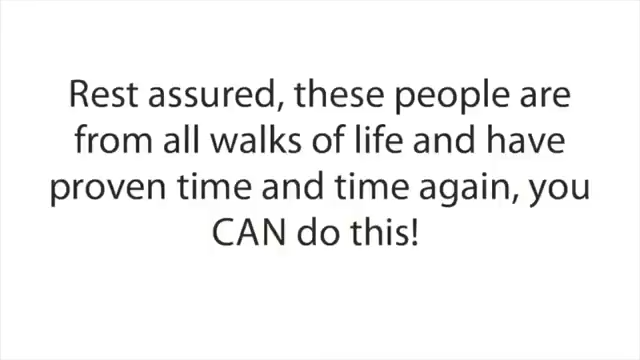 Rest assured, these people are
from all walks of life and have
proven time and time again, you
CAN do this!